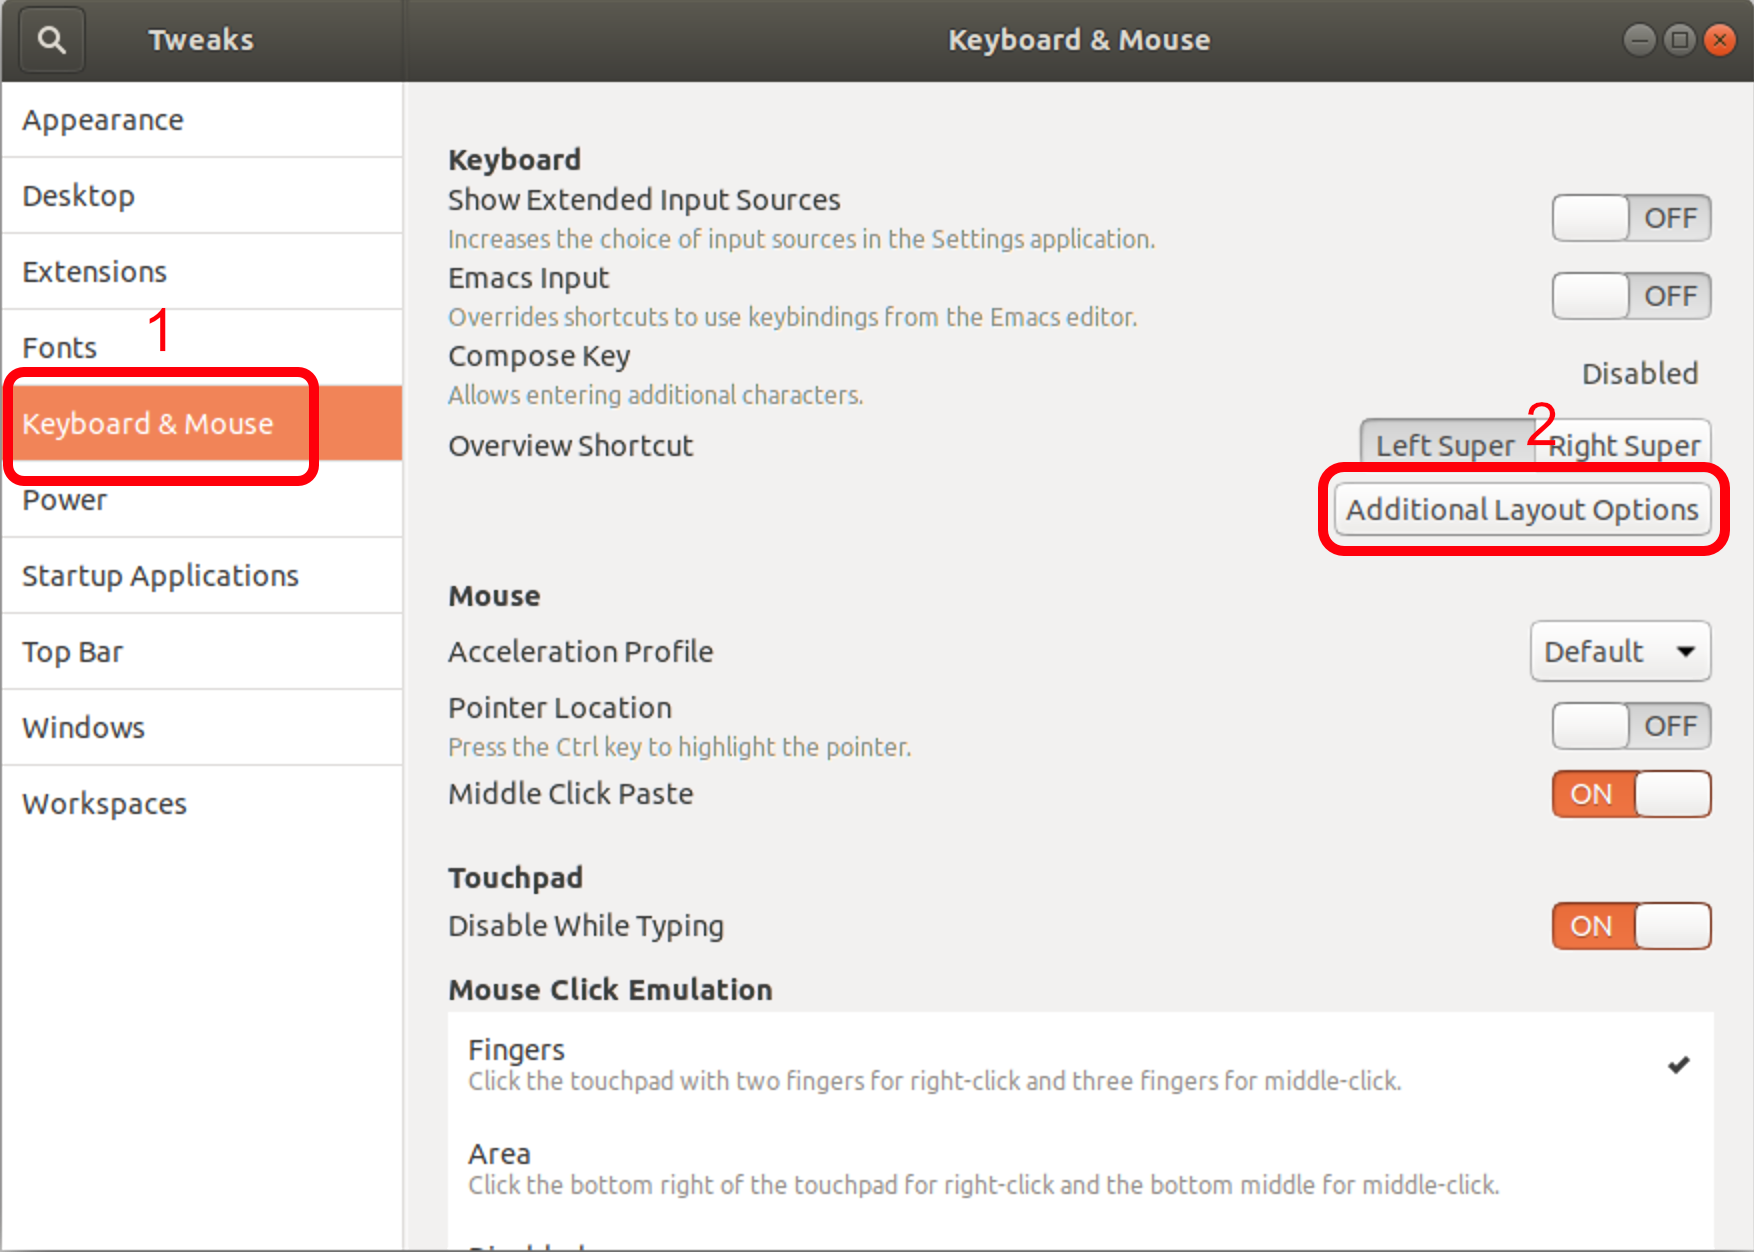 Tweaks
Keyboard & Mouse
Appearance
Desktop
Extensions
Fonts
1
Keyboard & Mouse
Power
Startup Applications
Top Bar
Windows
Workspaces
Keyboard
Show Extended Input Sources
Increases the choice of input sources in the Settings application.
OFF
Emacs Input
Overrides shortcuts to use keybindings from the Emacs editor.
OFF
Compose Key
Allows entering additional characters.
Disabled
Overview Shortcut
Left Super
2
Right Super
Additional Layout Options
Mouse
Acceleration Profile
Default
Pointer Location
Press the Ctrl key to highlight the pointer.
OFF
Middle Click Paste
ON
Touchpad
Disable While Typing
ON
Mouse Click Emulation
Fingers
Click the touchpad with two fingers for right-click and three fingers for middle-click.
Area
Click the bottom right of the touchpad for right-click and the bottom middle for middle-click.